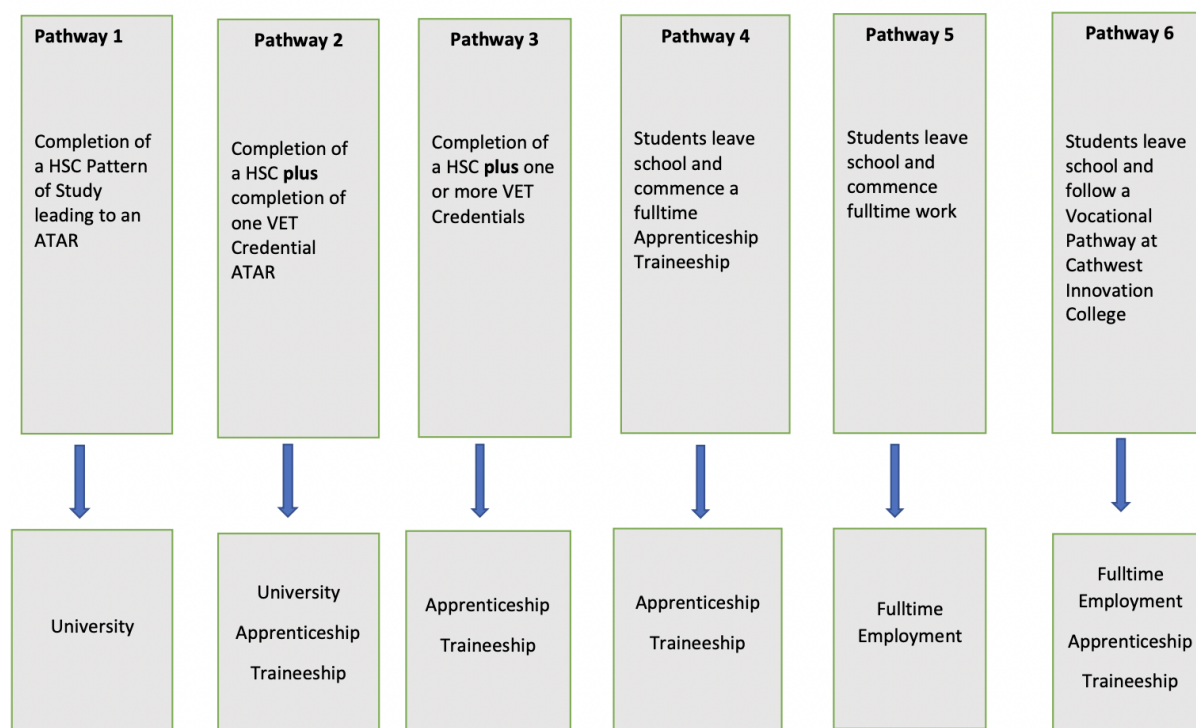 Pathway 1
Completion of
a HSC Pattern
of Study
leading to an
ATAR
University
Pathway 2
Completion of
a HSC plus
completion of
one VET
Credential
ATAR
University
Apprenticeship
Traineeship
Pathway 3
Completion of
a HSC plus one
or more VET
Credentials
Apprenticeship
Traineeship
Pathway 4
Students leave
school and
commence a
fulltime
Apprenticeship
Traineeship
Apprenticeship
Traineeship
Pathway 5
Students leave
school and
commence
fulltime work
Fulltime
Employment
Pathway 6
Students leave
school and
follow a
Vocational
Pathway at
Cathwest
Innovation
College
Fulltime
Employment
Apprenticeship
Traineeship